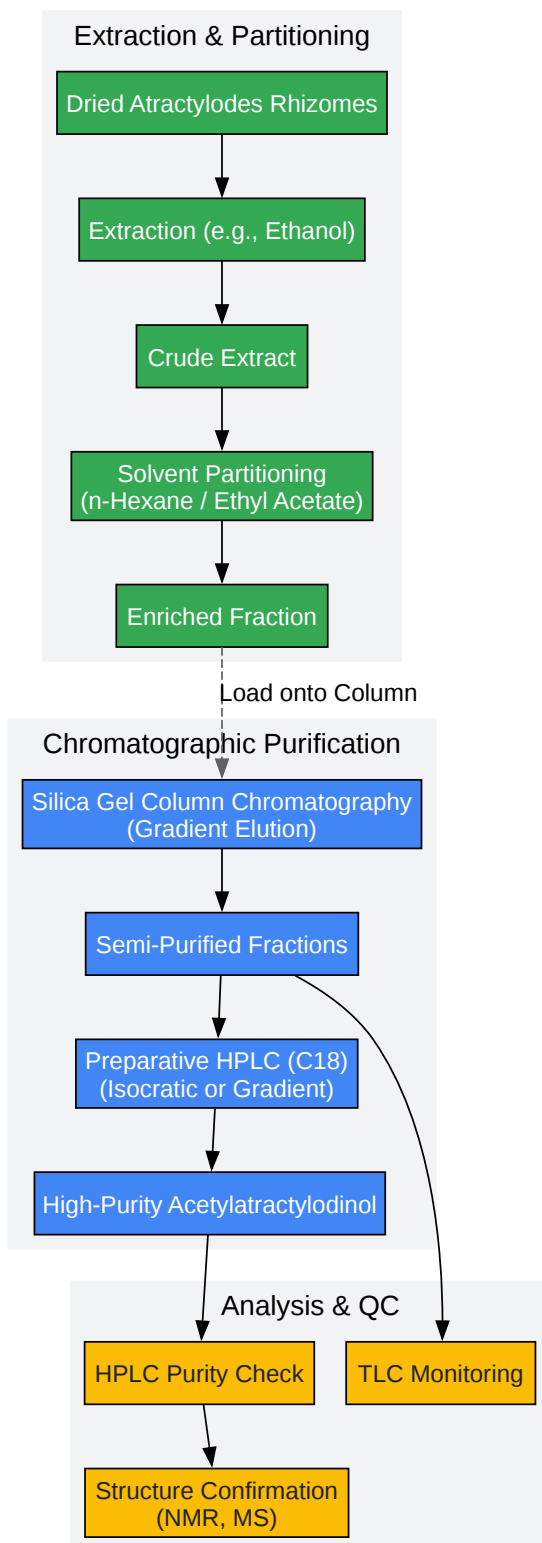 Extraction & Partitioning
Dried Atractylodes Rhizomes
Extraction (e.g., Ethanol)
Crude Extract
Solvent Partitioning
(n-Hexane / Ethyl Acetate)
Enriched Fraction
Load onto Column
Chromatographic Purification
Silica Gel Column Chromatography
(Gradient Elution)
Semi-Purified Fractions
Preparative HPLC (C18)
(Isocratic or Gradient)
High-Purity Acetylatractylodinol
Analysis & QC
HPLC Purity Check
TLC Monitoring
Structure Confirmation
(NMR, MS)